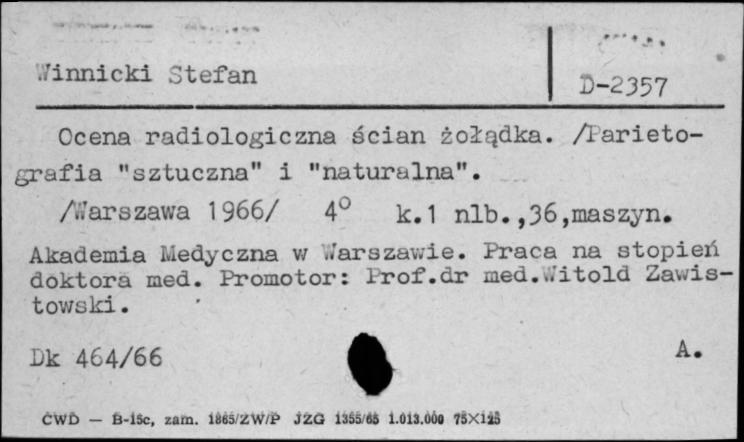 Winnicki Stefan
D-2357
Ocena radiologiczna ścian żołądka. /Parieto-
grafia "sztuczna" i "naturalna".
/Warszawa 1966/ 4° k.1 nlb.,36,maszyn.
Akademia Medyczna w Warszawie. Praca na stopień
doktora med. Promotor: Prof.dr med.Witold Zawis-
towski.
Dk 464/66
A.
CWD — B-15c, zam. 1865/ZW/P JZG 1355/65 1.013.000 75X125